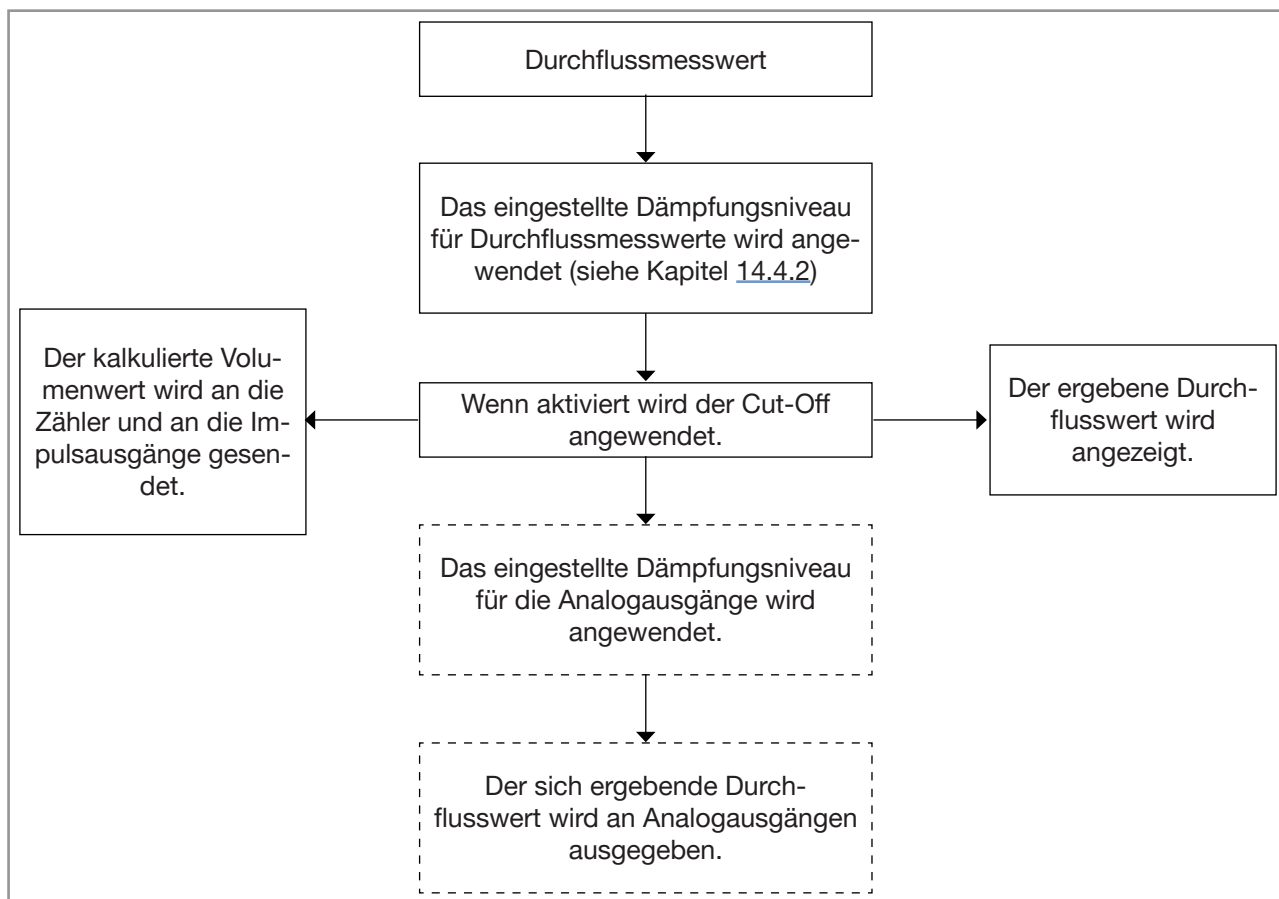 Durchflussmesswert
Das eingestellte Dämpfungsniveau
für Durchflussmesswerte wird ange-
wendet (siehe Kapitel 14.4.2)
Der kalkulierte Volu-
menwert wird an die
Zähler und an die Im-
pulsausgänge gesen-
det.
Wenn aktiviert wird der Cut-Off
angewendet.
Der ergebene Durch-
flusswert wird
angezeigt.
Das eingestellte Dämpfungsniveau
für die Analogausgänge wird
angewendet.
Der sich ergebende Durch-
flusswert wird an Analogausgängen
ausgegeben.